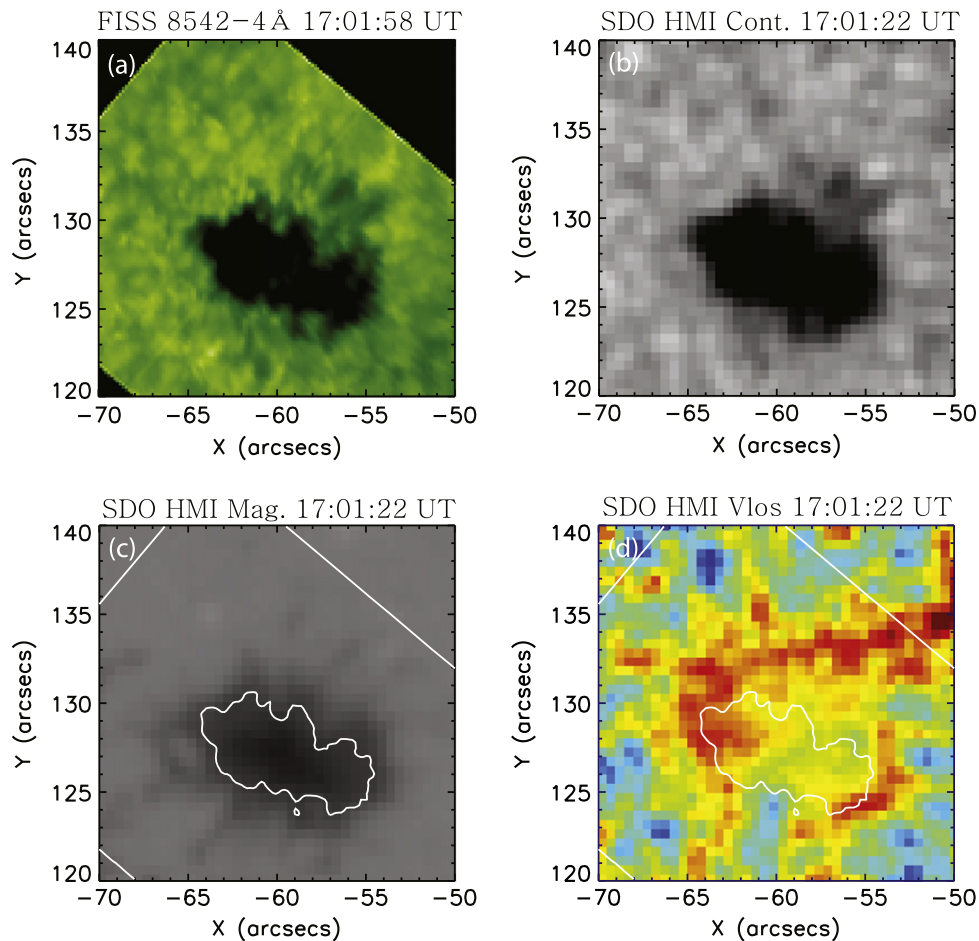 FISS 8542−4Å 17:01:58 UT
(a)
140
135
130
125
120
Y (arcsecs)
−70 −65 −60 −55 −50
X (arcsecs)
SDO HMI Cont. 17:01:22 UT
(b)
140
135
130
125
120
Y (arcsecs)
−70 −65 −60 −55 −50
X (arcsecs)
SDO HMI Mag. 17:01:22 UT
(c)
140
135
130
125
120
Y (arcsecs)
−70 −65 −60 −55 −50
X (arcsecs)
SDO HMI Vlos 17:01:22 UT
(d)
140
135
130
125
120
Y (arcsecs)
−70 −65 −60 −55 −50
X (arcsecs)